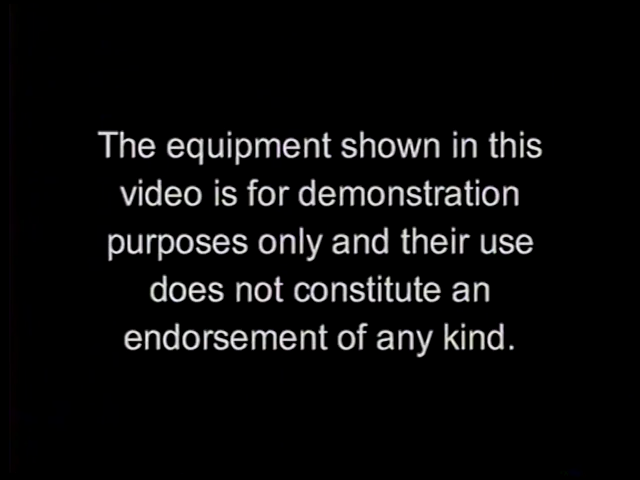 The equipment shown in this
video is for demonstration
purposes only and their use
does not constitute an
endorsement of any kind.